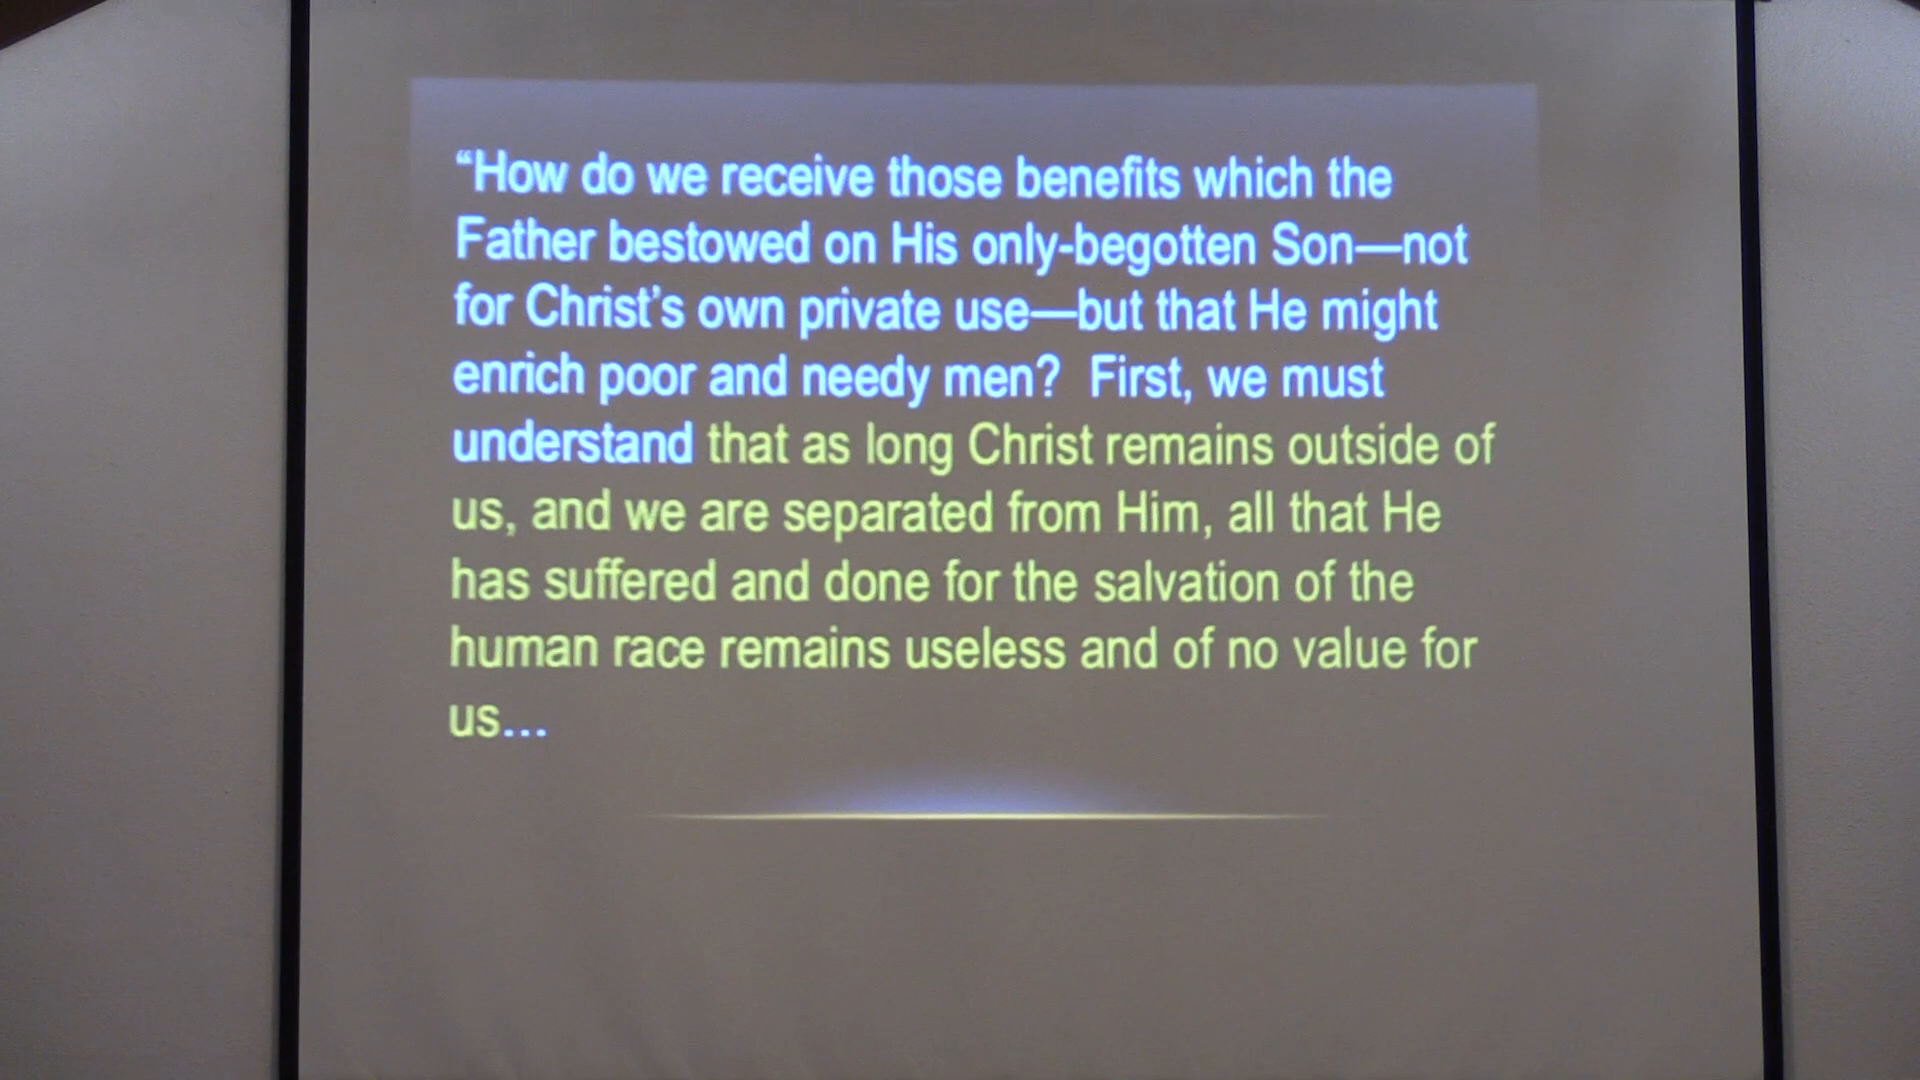 “How do we receive those benefits which the
Father bestowed on His only-begotten Son—not
for Christ’s own private use—but that He might
enrich poor and needy men?  First, we must
understand that as long Christ remains outside of
us, and we are separated from Him, all that He
has suffered and done for the salvation of the
human race remains useless and of no value for
us…